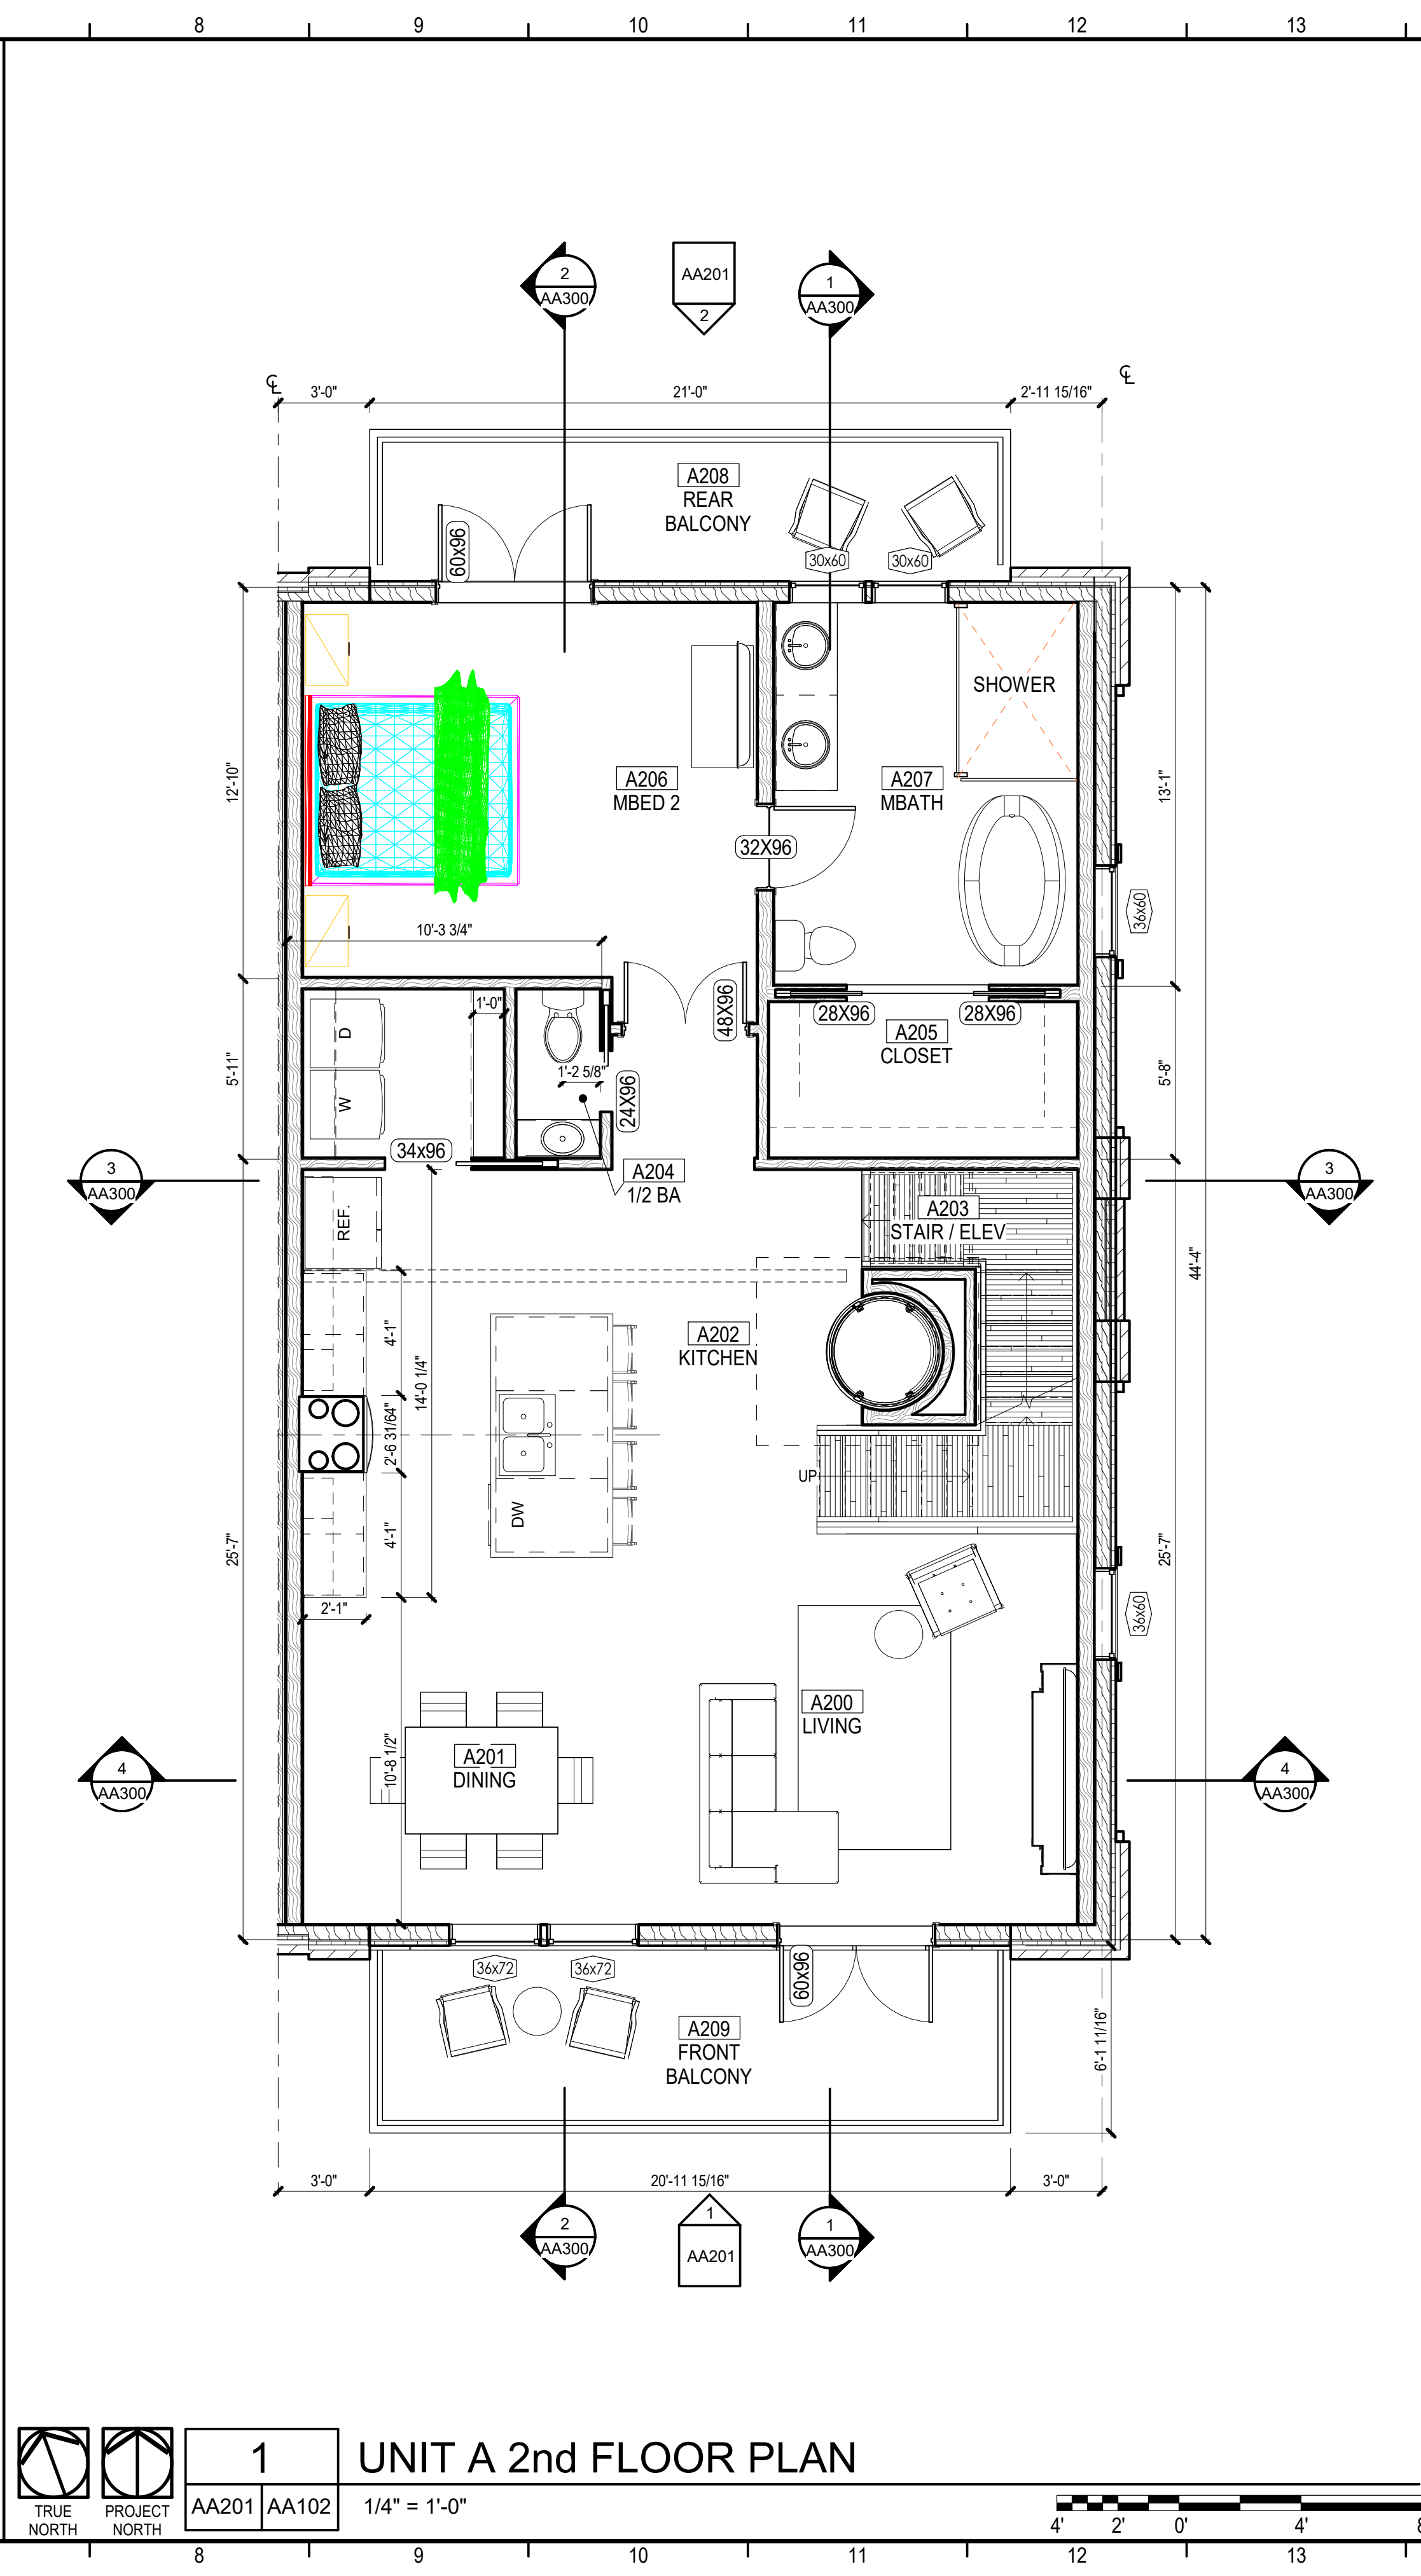 8 9 10 11 12 13
2
AA300
AA201
2
1
AA300
℄ ℄
3'-0" 21'-0" 2'-11 15/16"
A208
REAR
BALCONY
60x96
30x60 30x60
SHOWER
12'-10"
13'-1"
A206
MBED 2
A207
MBATH
32X96
36x60
10'-3 3/4"
48X96
28X96 28X96
1'-0"
D
A205
CLOSET
5'-11"
5'-8"
1'-2 5/8"
W
24X96
34x96
A204
1/2 BA
3
AA300
3
AA300
REF.
A203
STAIR / ELEV
44'-4"
4'-1"
A202
KITCHEN
14'-0 1/4"
2'-6 31/64"
UP
DW
4'-1"
25'-7"
25'-7"
2'-1"
36x60
A200
LIVING
10'-8 1/2"
A201
DINING
4
AA300
4
AA300
36x72 36x72
60x96
A209
FRONT
BALCONY
6'-1 11/16"
3'-0" 20'-11 15/16" 3'-0"
2
AA300
1
AA201
1
AA300
1
UNIT A 2nd FLOOR PLAN
AA201 AA102
1/4" = 1'-0"
TRUE
NORTH
PROJECT
NORTH
4' 2' 0' 4' 8
8 9 10 11 12 13